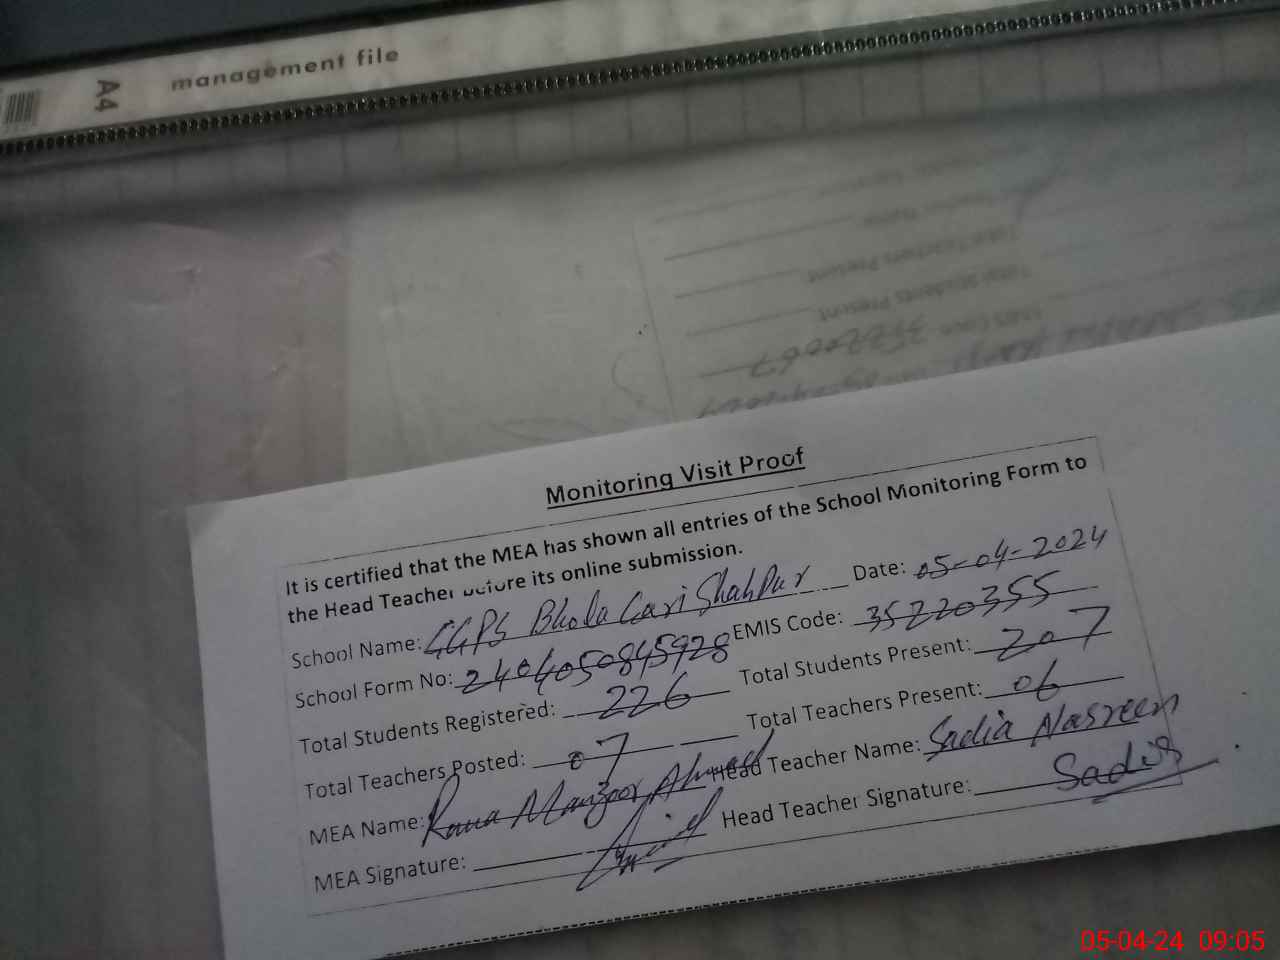 A4 management file
Monitoring Visit Proof
It is certified that the MEA has shown all entries of the School Monitoring Form to
the Head Teacher before its online submission.
School Name: GGPS Bhola Gari Shahpur Date: 05-04-2024
School Form No: 2404050845928 EMIS Code: 35220355
Total Students Registered: 226 Total Students Present: 207
Total Teachers Posted: 07 Total Teachers Present: 06
MEA Name: Rana Manzoor Ahmad Head Teacher Name: Sadia Nasreen
MEA Signature: Head Teacher Signature: Sadia
05-04-24 09:05